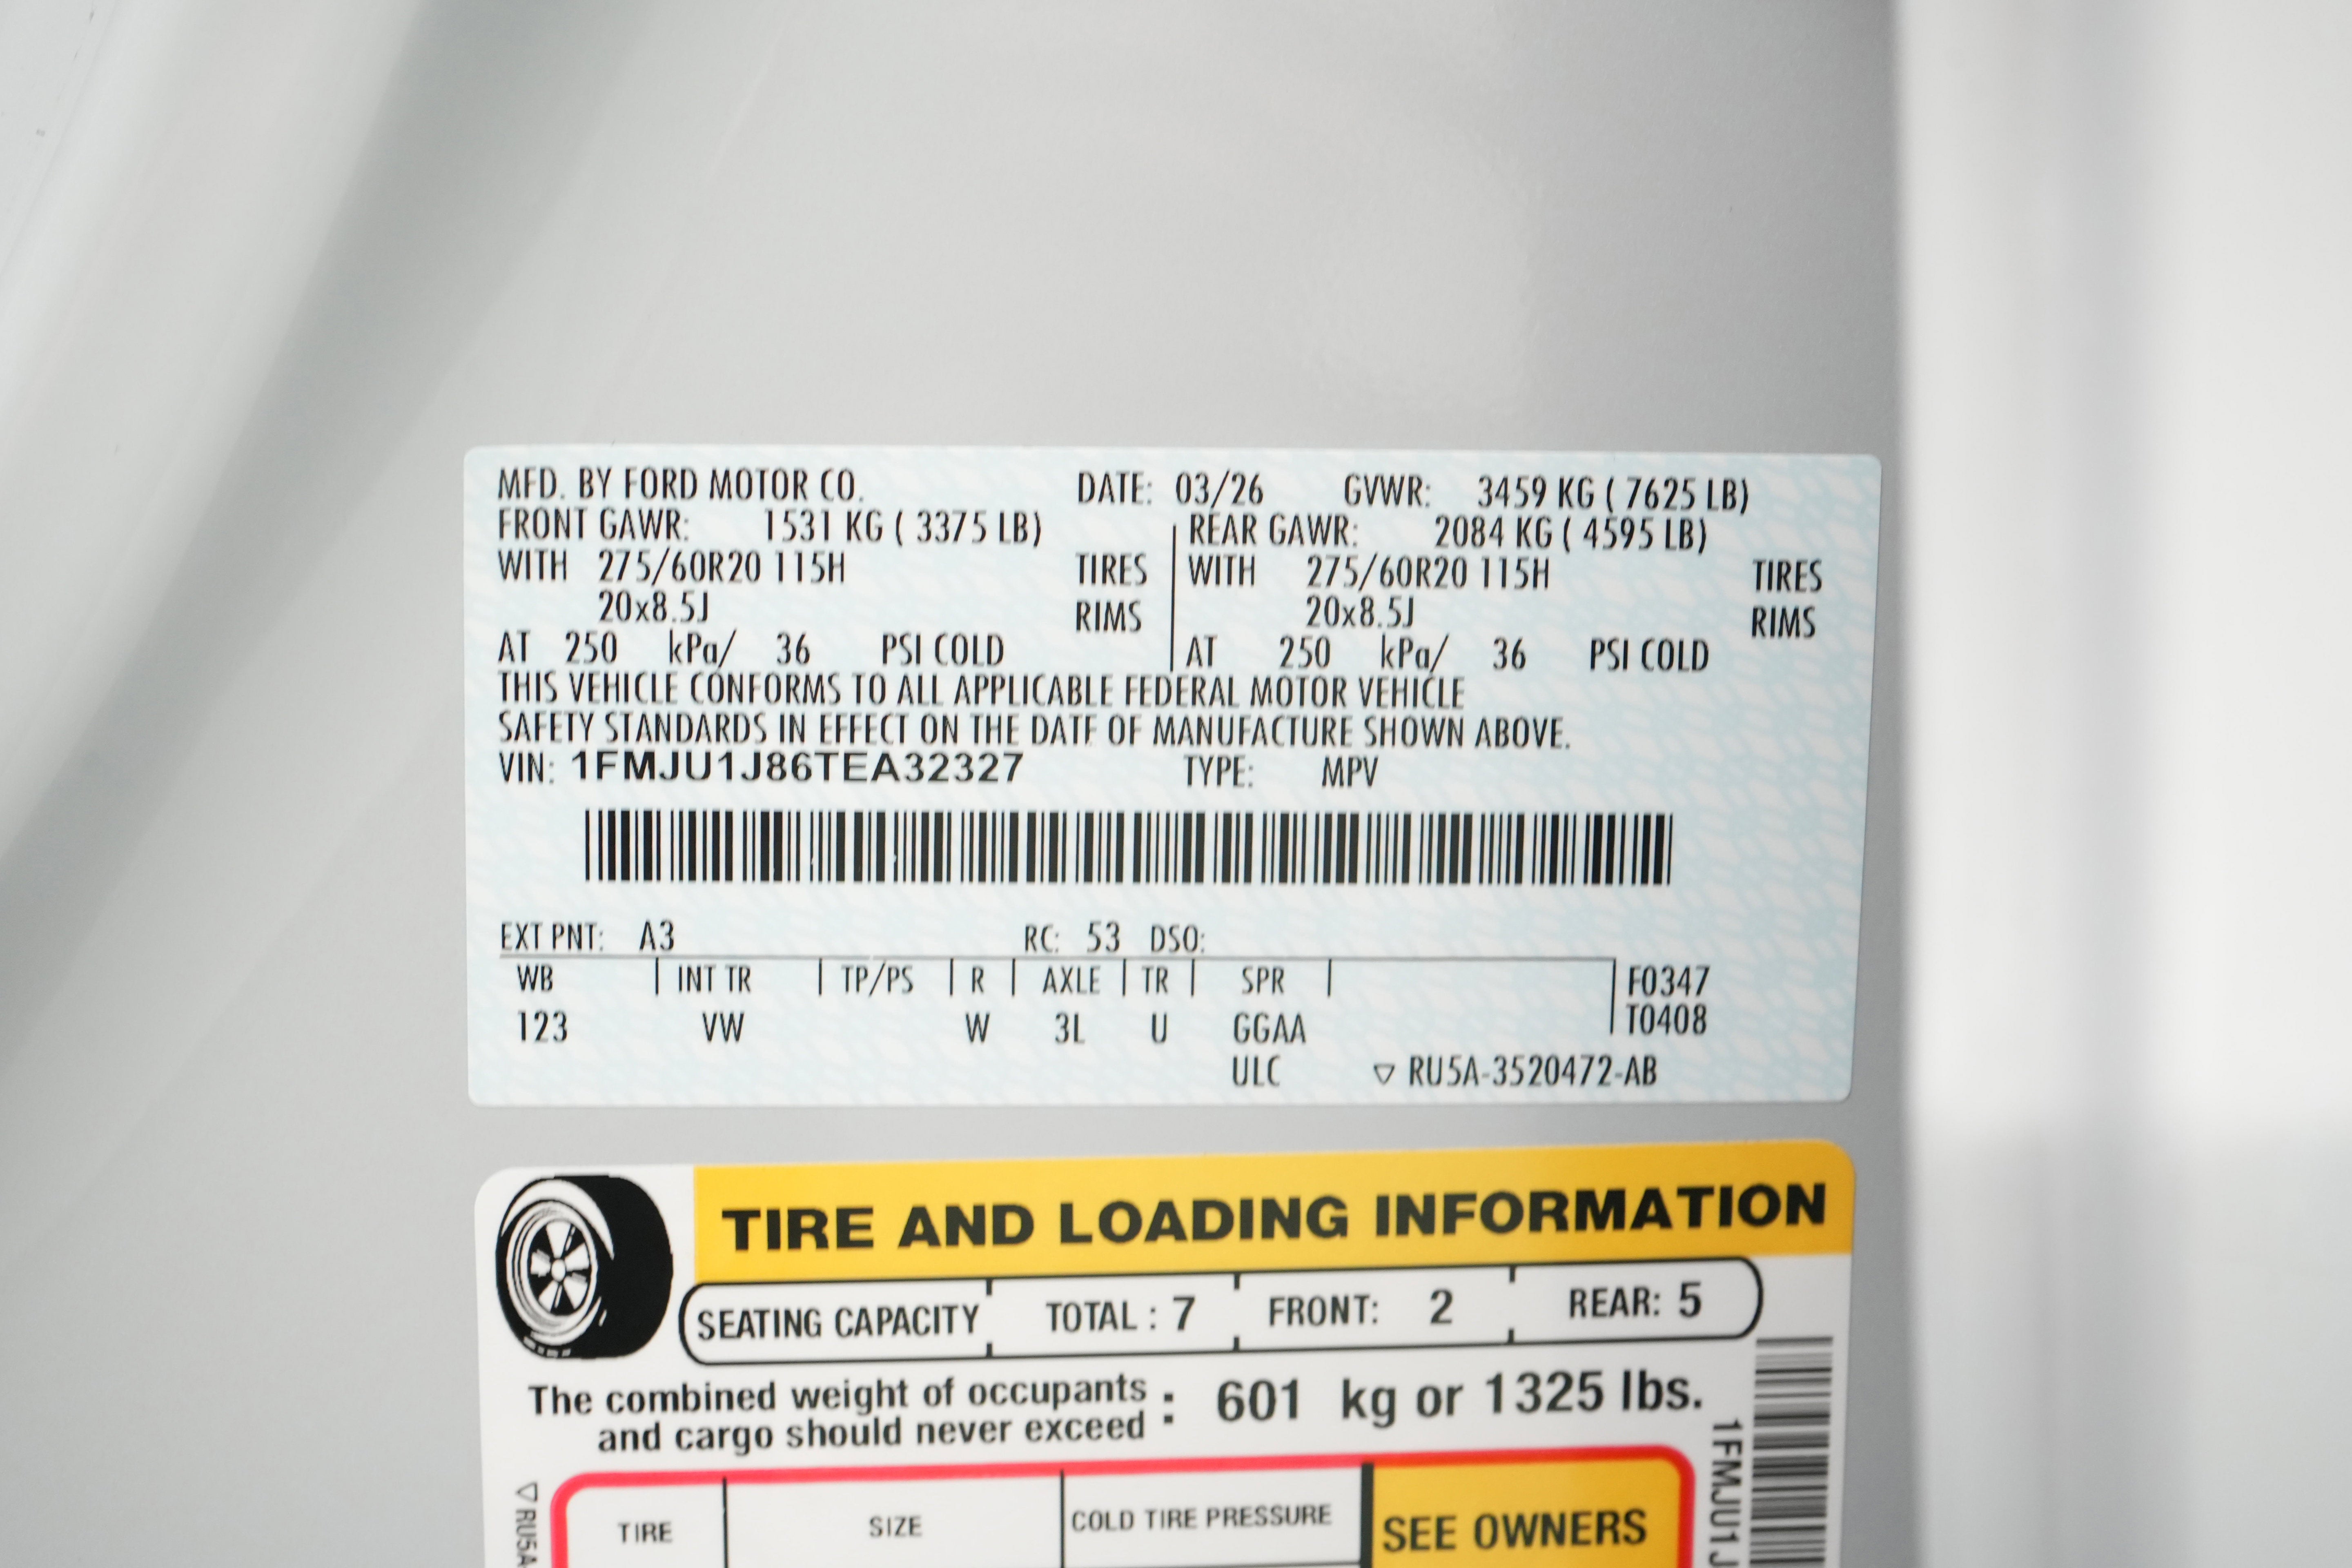 MFD. BY FORD MOTOR CO. DATE: 03/26 GVWR: 3459 KG ( 7625 LB)
FRONT GAWR: 1531 KG ( 3375 LB) REAR GAWR: 2084 KG ( 4595 LB)
WITH 275/60R20 115H TIRES WITH 275/60R20 115H TIRES
20x8.5J RIMS 20x8.5J RIMS
AT 250 kPa/ 36 PSI COLD AT 250 kPa/ 36 PSI COLD
THIS VEHICLE CONFORMS TO ALL APPLICABLE FEDERAL MOTOR VEHICLE
SAFETY STANDARDS IN EFFECT ON THE DATE OF MANUFACTURE SHOWN ABOVE.
VIN: 1FMJU1J86TEA32327 TYPE: MPV
EXT PNT: A3 RC: 53 DSO:
WB INT TR TP/PS R AXLE TR SPR F0347
123 VW W 3L U GGAA T0408
ULC ▽ RU5A-3520472-AB
TIRE AND LOADING INFORMATION
SEATING CAPACITY TOTAL : 7 FRONT: 2 REAR: 5
The combined weight of occupants
and cargo should never exceed : 601 kg or 1325 lbs.
TIRE SIZE COLD TIRE PRESSURE SEE OWNERS
▽RU5A
1FMJU1J